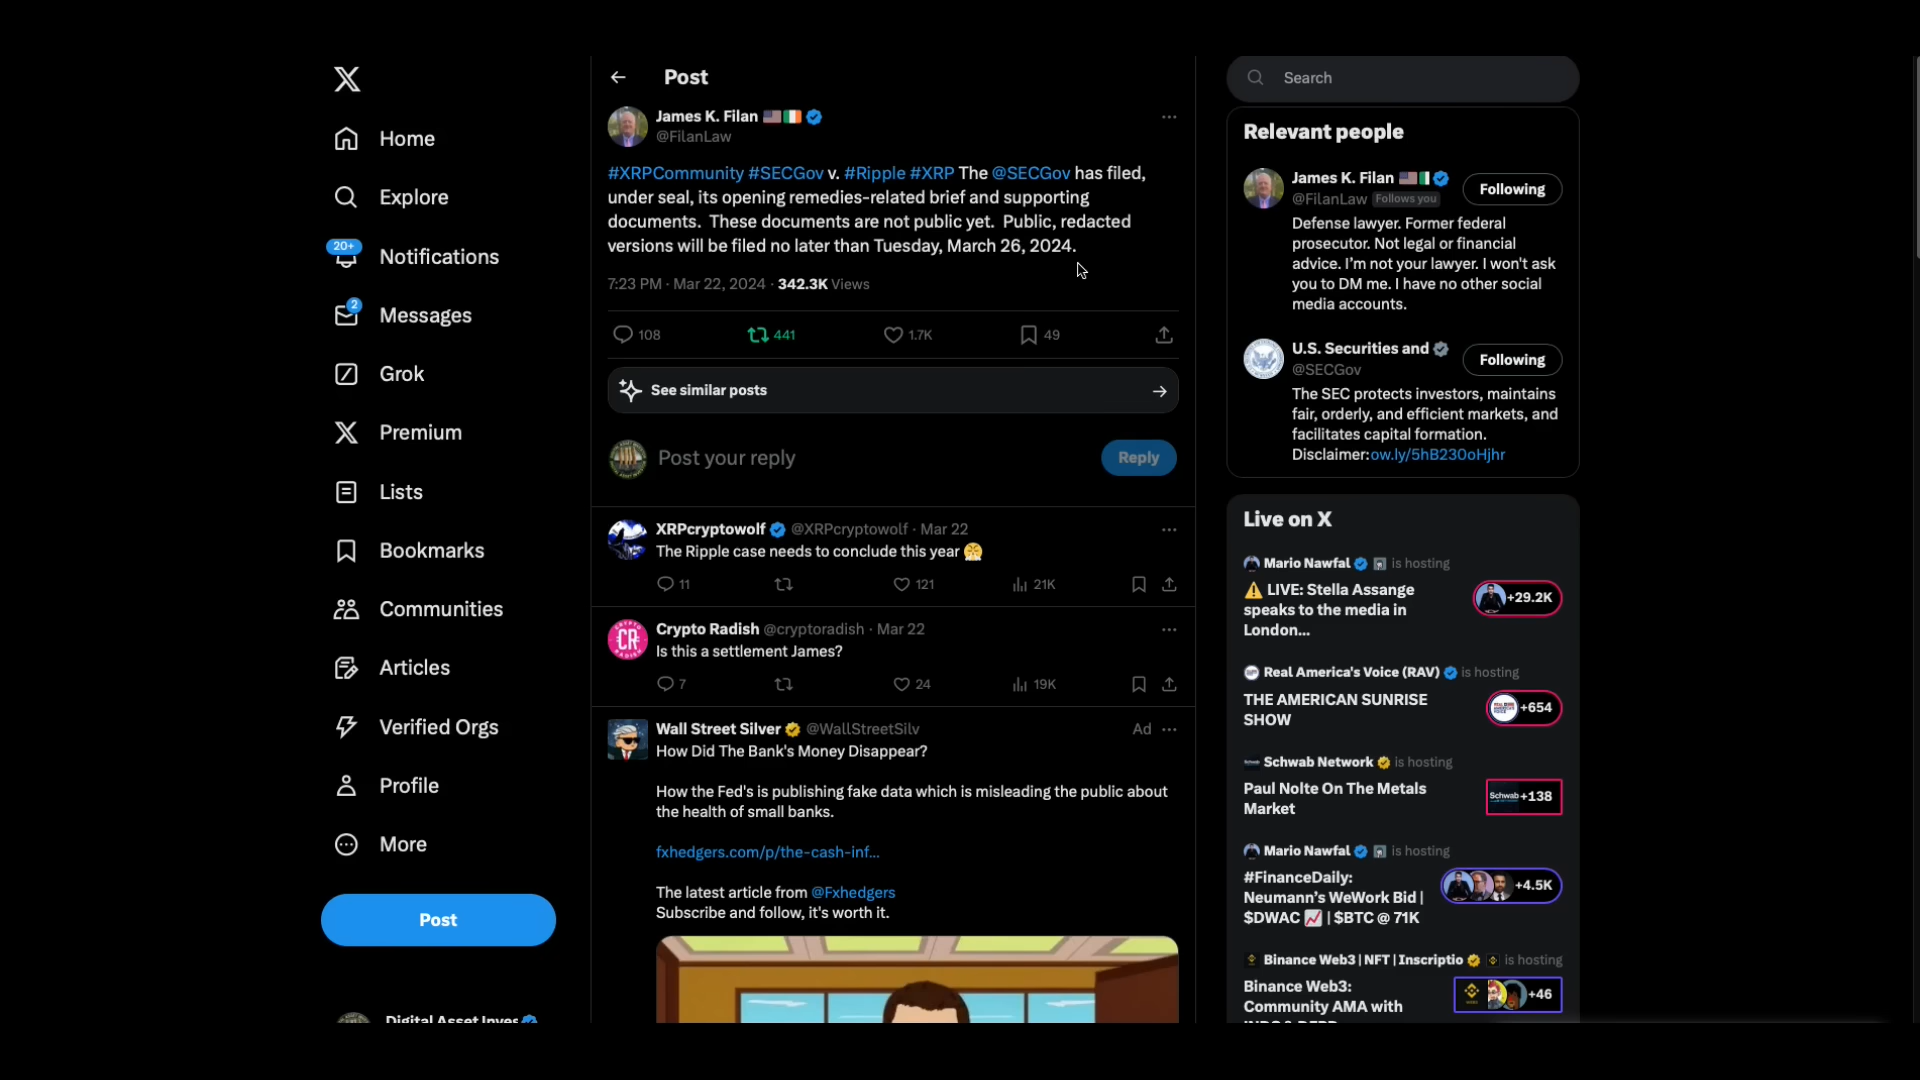 Home
Explore
20+
Notifications
2
Messages
Grok
Premium
Lists
Bookmarks
Communities
Articles
Verified Orgs
Profile
More
Post
Digital Asset Inves
Post
James K. Filan
@FilanLaw
#XRPCommunity #SECGov v. #Ripple #XRP The @SECGov has filed,
under seal, its opening remedies-related brief and supporting
documents. These documents are not public yet. Public, redacted
versions will be filed no later than Tuesday, March 26, 2024.
7:23 PM · Mar 22, 2024 · 342.3K Views
108 441 1.7K 49
See similar posts
Post your reply
Reply
XRPcryptowolf @XRPcryptowolf · Mar 22
The Ripple case needs to conclude this year 😤
11 121 21K
CRYPTO
CR
RADISH
Crypto Radish @cryptoradish · Mar 22
Is this a settlement James?
7 24 19K
Wall Street Silver @WallStreetSilv Ad
How Did The Bank's Money Disappear?
How the Fed's is publishing fake data which is misleading the public about
the health of small banks.
fxhedgers.com/p/the-cash-inf...
The latest article from @Fxhedgers
Subscribe and follow, it's worth it.
Search
Relevant people
James K. Filan
@FilanLaw Follows you
Following
Defense lawyer. Former federal
prosecutor. Not legal or financial
advice. I'm not your lawyer. I won't ask
you to DM me. I have no other social
media accounts.
U.S. Securities and
@SECGov
Following
The SEC protects investors, maintains
fair, orderly, and efficient markets, and
facilitates capital formation.
Disclaimer:ow.ly/5hB230oHjhr
Live on X
Mario Nawfal is hosting
⚠️ LIVE: Stella Assange
speaks to the media in
London...
+29.2K
Real America's Voice (RAV) is hosting
THE AMERICAN SUNRISE
SHOW
+654
Schwab Network is hosting
Paul Nolte On The Metals
Market
Schwab +138
Mario Nawfal is hosting
#FinanceDaily:
Neumann's WeWork Bid |
$DWAC 📈 | $BTC @ 71K
+4.5K
Binance Web3 | NFT | Inscriptio is hosting
Binance Web3:
Community AMA with
+46